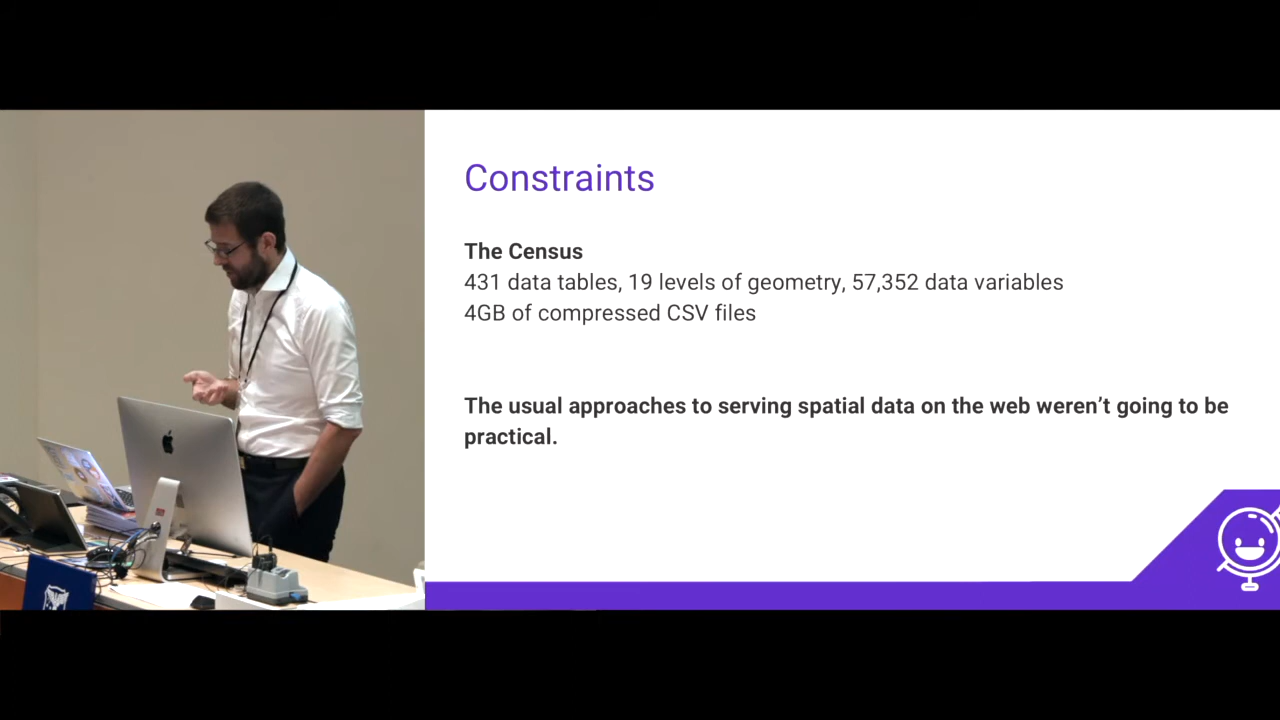 Constraints
The Census
431 data tables, 19 levels of geometry, 57,352 data variables
4GB of compressed CSV files
The usual approaches to serving spatial data on the web weren’t going to be
practical.